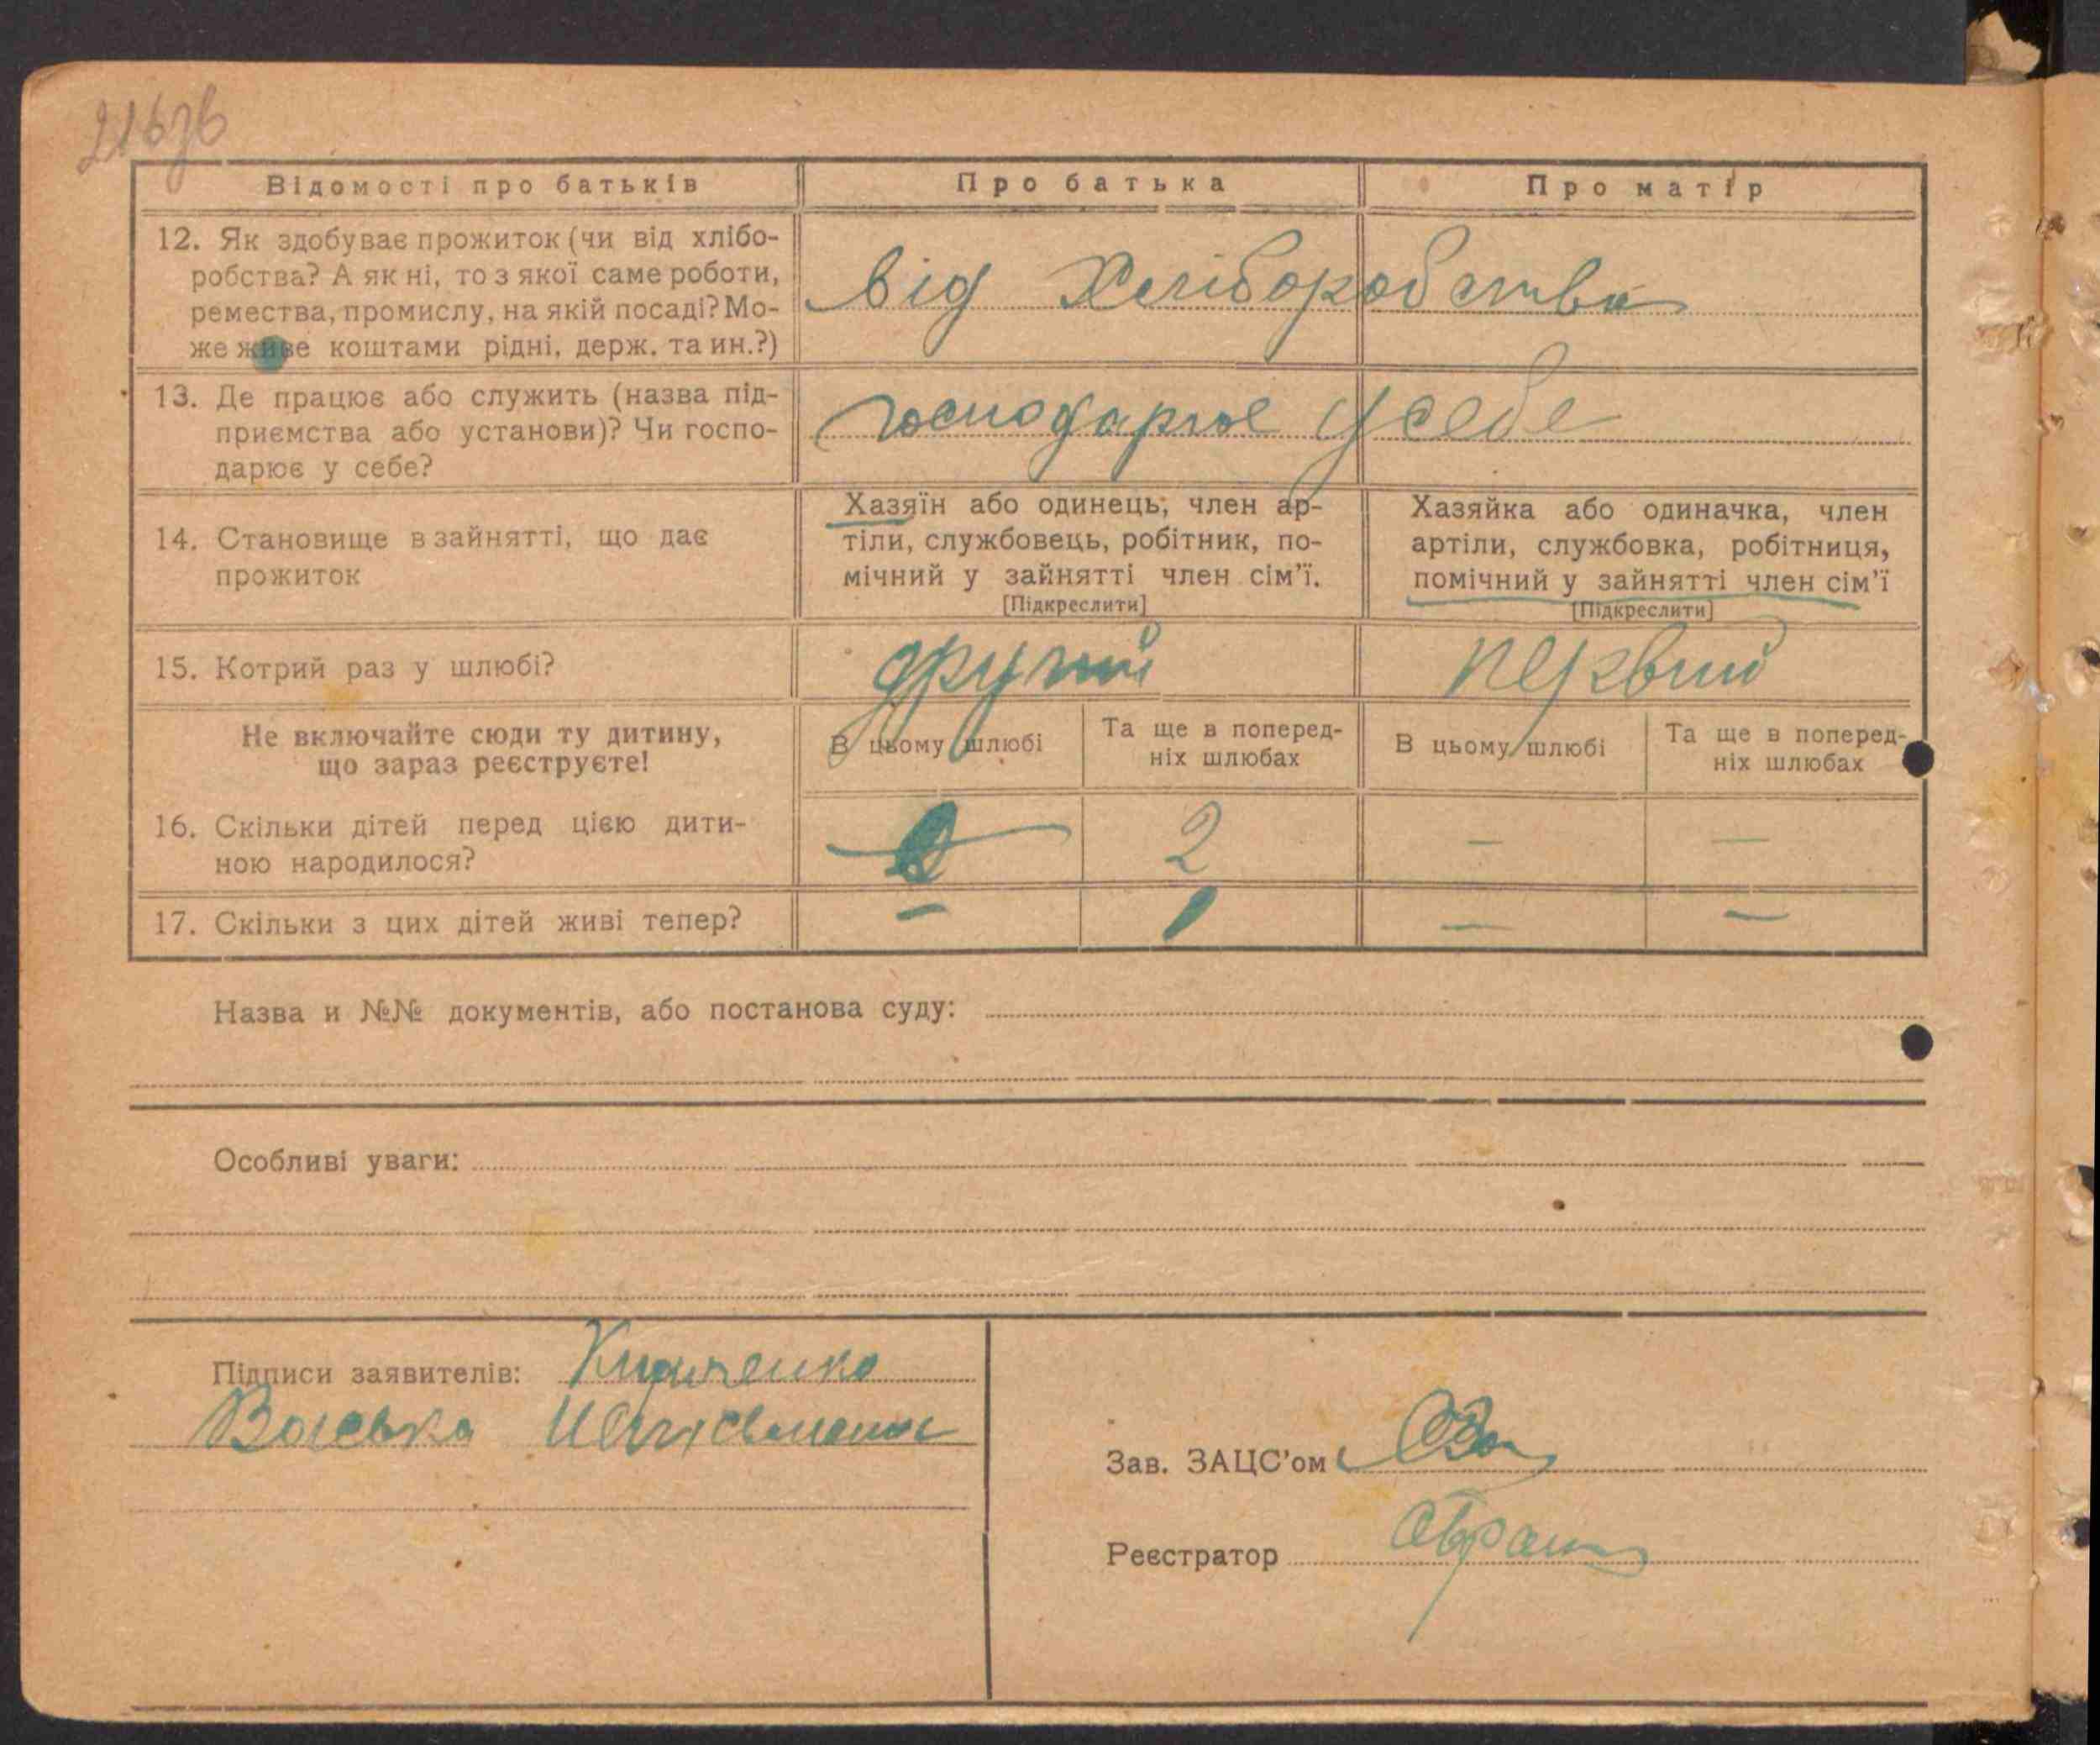 216зв
Відомості про батьків
Про батька
Про матір
12. Як здобуває прожиток (чи від хлібо-
робства? А як ні, то з якої саме роботи,
ремества, промислу, на якій посаді? Мо-
же живе коштами рідні, держ. та ин.?)
від Хліборобства
13. Де працює або служить (назва під-
приємства або установи)? Чи госпо-
дарює у себе?
господарює у себе
14. Становище в зайнятті, що дає
прожиток
Хазяїн або одинець, член ар-
тіли, службовець, робітник, по-
мічний у зайнятті член сім'ї.
[Підкреслити]
Хазяйка або одиначка, член
артіли, службовка, робітниця,
помічний у зайнятті член сім'ї
[Підкреслити]
15. Котрий раз у шлюбі?
другий
первий
Не включайте сюди ту дитину,
що зараз реєструєте!
В цьому шлюбі
Та ще в поперед-
ніх шлюбах
В цьому шлюбі
Та ще в поперед-
ніх шлюбах
16. Скільки дітей перед цією дити-
ною народилося?
2
—
—
17. Скільки з цих дітей живі тепер?
—
1
—
—
Назва и №№ документів, або постанова суду:
Особливі уваги:
Підписи заявителів:
Зав. ЗАЦС'ом
Реєстратор